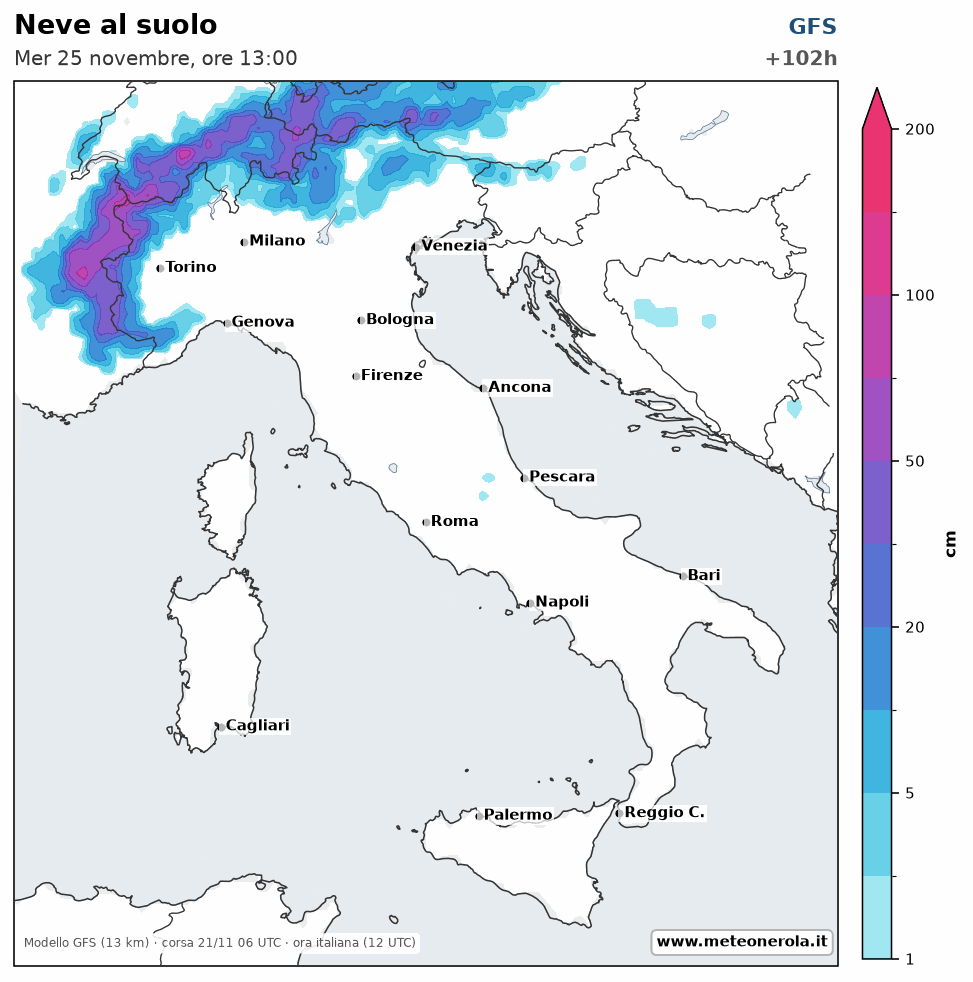 Neve al suolo
GFS
Mer 25 novembre, ore 13:00
+102h
Milano
Venezia
Torino
Genova
Bologna
Firenze
Ancona
Pescara
Roma
Bari
Napoli
Cagliari
Palermo
Reggio C.
200
100
50
20
5
1
cm
Modello GFS (13 km) · corsa 21/11 06 UTC · ora italiana (12 UTC)
www.meteonerola.it